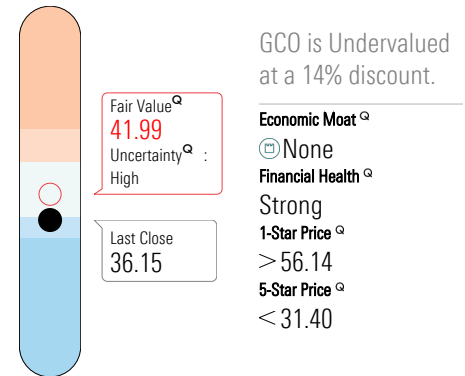 Fair Value Q
41.99
Uncertainty Q :
High
Last Close
36.15
GCO is Undervalued
at a 14% discount.
Economic Moat Q
None
Financial Health Q
Strong
1-Star Price Q
>56.14
5-Star Price Q
<31.40